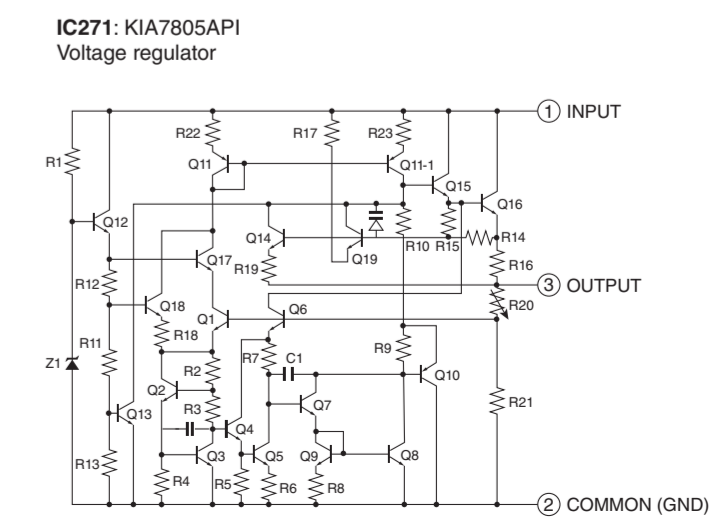 IC271: KIA7805API
Voltage regulator
1 INPUT
R22 R17 R23
R1
Q11 Q11-1
Q15
Q16
Q12
Q14 R14
R10 R15
Q19
R19 R16
Q17
R12
3 OUTPUT
Q18
Q6
R20
Q1
R18
R11 R7 C1 R9
Z1 R2 Q10
Q2
R3 Q7 R21
Q13
Q4
R13 Q3 Q5 Q9 Q8
R4 R5 R6 R8
2 COMMON (GND)